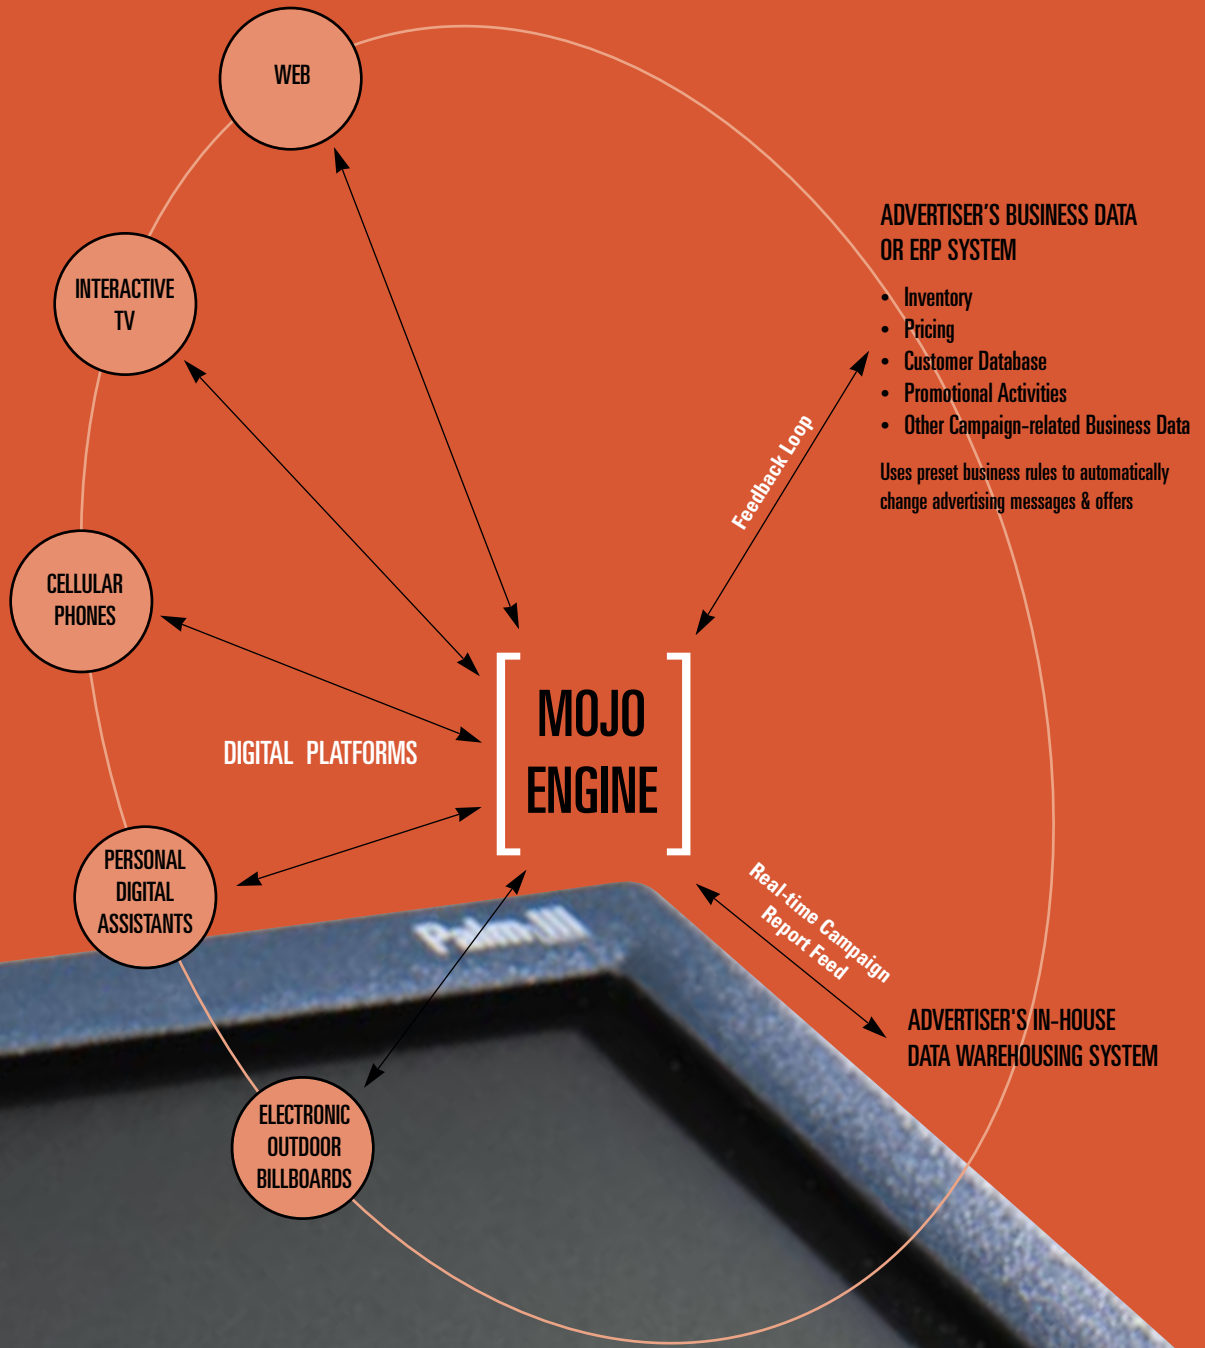 WEB
INTERACTIVE
TV
CELLULAR
PHONES
DIGITAL PLATFORMS
PERSONAL
DIGITAL
ASSISTANTS
ELECTRONIC
OUTDOOR
BILLBOARDS
MOJO
ENGINE
Feedback Loop
ADVERTISER'S BUSINESS DATA
OR ERP SYSTEM
• Inventory
• Pricing
• Customer Database
• Promotional Activities
• Other Campaign-related Business Data
Uses preset business rules to automatically
change advertising messages & offers
Real-time Campaign
Report Feed
ADVERTISER'S IN-HOUSE
DATA WAREHOUSING SYSTEM
Palm III